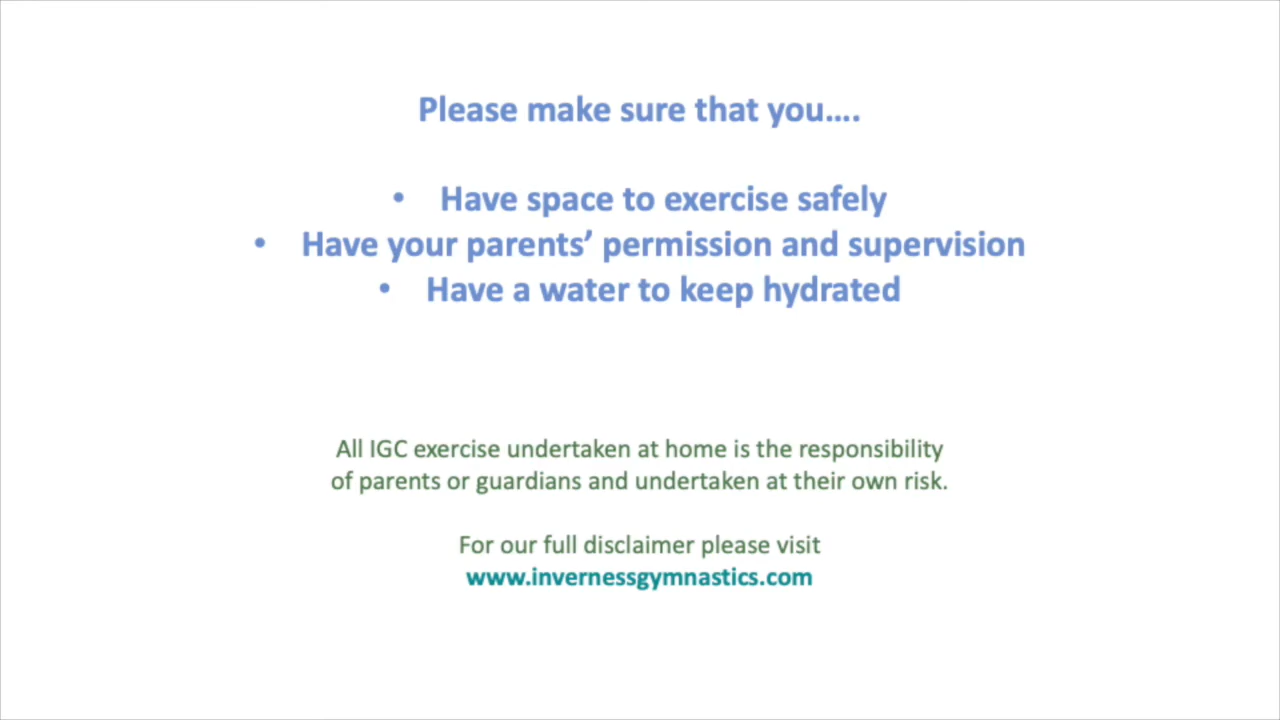 Please make sure that you....
• Have space to exercise safely
• Have your parents’ permission and supervision
• Have a water to keep hydrated
All IGC exercise undertaken at home is the responsibility
of parents or guardians and undertaken at their own risk.
For our full disclaimer please visit
www.invernessgymnastics.com